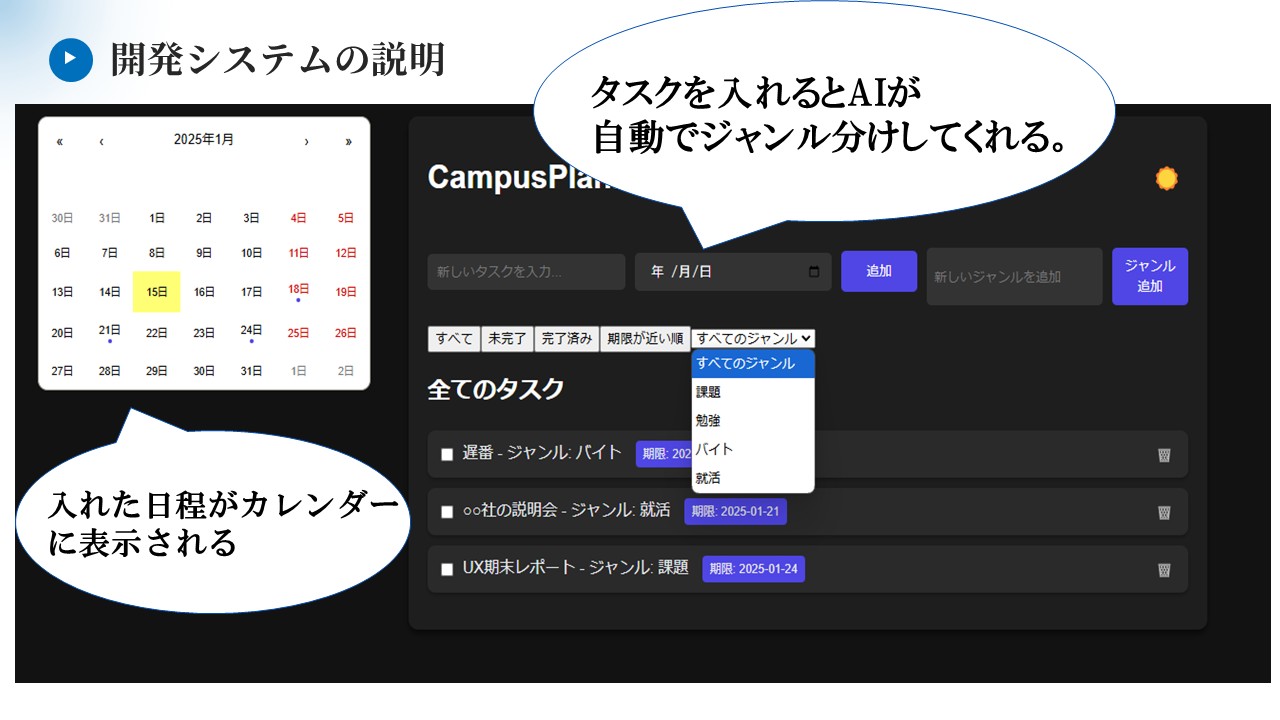 開発システムの説明
タスクを入れるとAIが
自動でジャンル分けしてくれる。
« ‹ 2025年1月 › »
30日 31日 1日 2日 3日 4日 5日
6日 7日 8日 9日 10日 11日 12日
13日 14日 15日 16日 17日 18日 19日
20日 21日 22日 23日 24日 25日 26日
27日 28日 29日 30日 31日 1日 2日
入れた日程がカレンダー
に表示される
CampusPlan
新しいタスクを入力... 年 /月/日 追加 新しいジャンルを追加 ジャンル
追加
すべて 未完了 完了済み 期限が近い順 すべてのジャンル
すべてのジャンル
課題
勉強
バイト
就活
全てのタスク
遅番 - ジャンル: バイト 期限: 202
○○社の説明会 - ジャンル: 就活 期限: 2025-01-21
UX期末レポート - ジャンル: 課題 期限: 2025-01-24